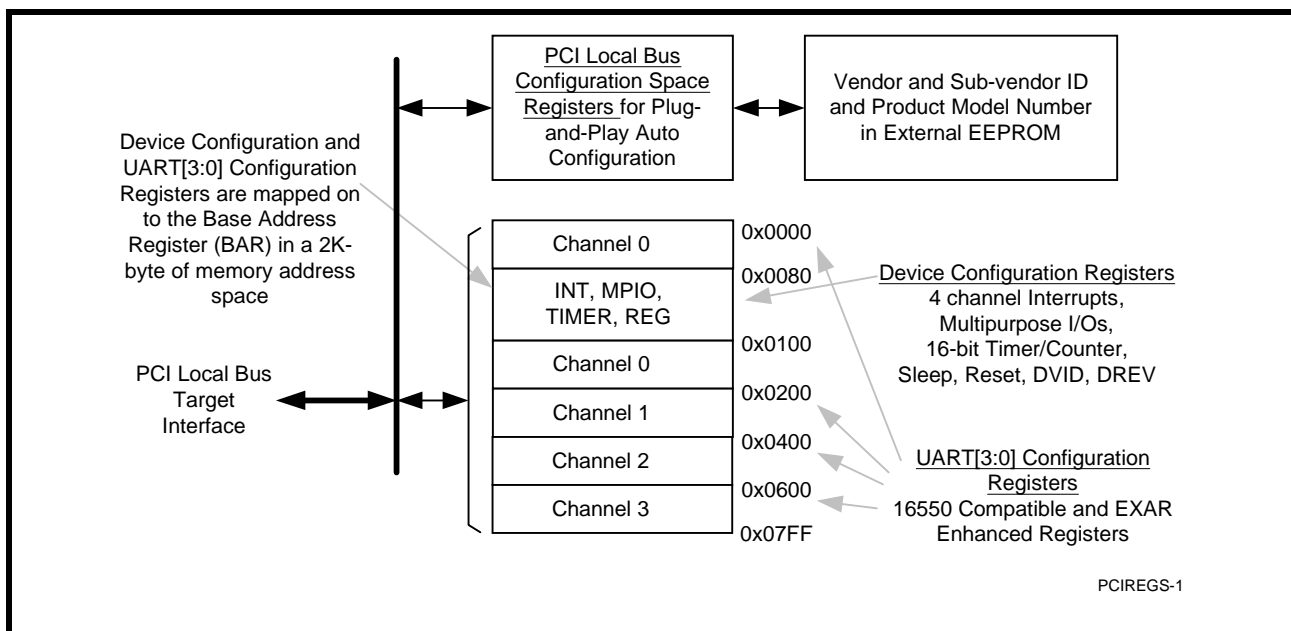 PCI Local Bus
Configuration Space
Registers for Plug-
and-Play Auto
Configuration
Vendor and Sub-vendor ID
and Product Model Number
in External EEPROM
Device Configuration and
UART[3:0] Configuration
Registers are mapped on
to the Base Address
Register (BAR) in a 2K-
byte of memory address
space
PCI Local Bus
Target
Interface
Channel 0
INT, MPIO,
TIMER, REG
Channel 0
Channel 1
Channel 2
Channel 3
0x0000
0x0080
0x0100
0x0200
0x0400
0x0600
0x07FF
Device Configuration Registers
4 channel Interrupts,
Multipurpose I/Os,
16-bit Timer/Counter,
Sleep, Reset, DVID, DREV
UART[3:0] Configuration
Registers
16550 Compatible and EXAR
Enhanced Registers
PCIREGS-1